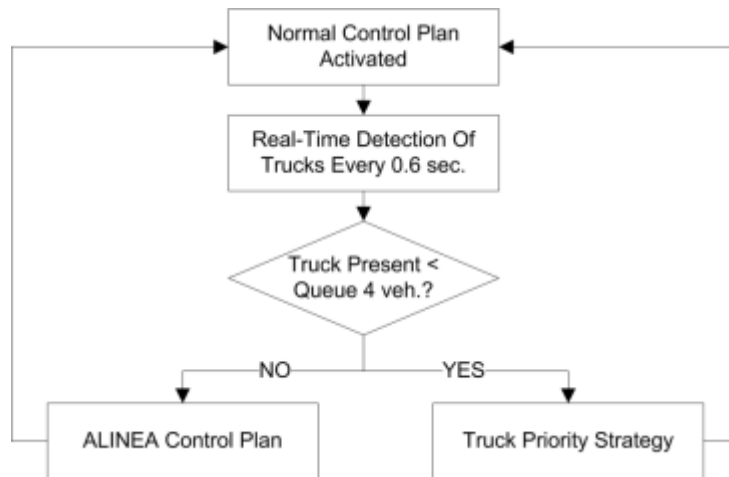 Normal Control Plan
Activated
Real-Time Detection Of
Trucks Every 0.6 sec.
Truck Present <
Queue 4 veh.?
NO
YES
ALINEA Control Plan
Truck Priority Strategy